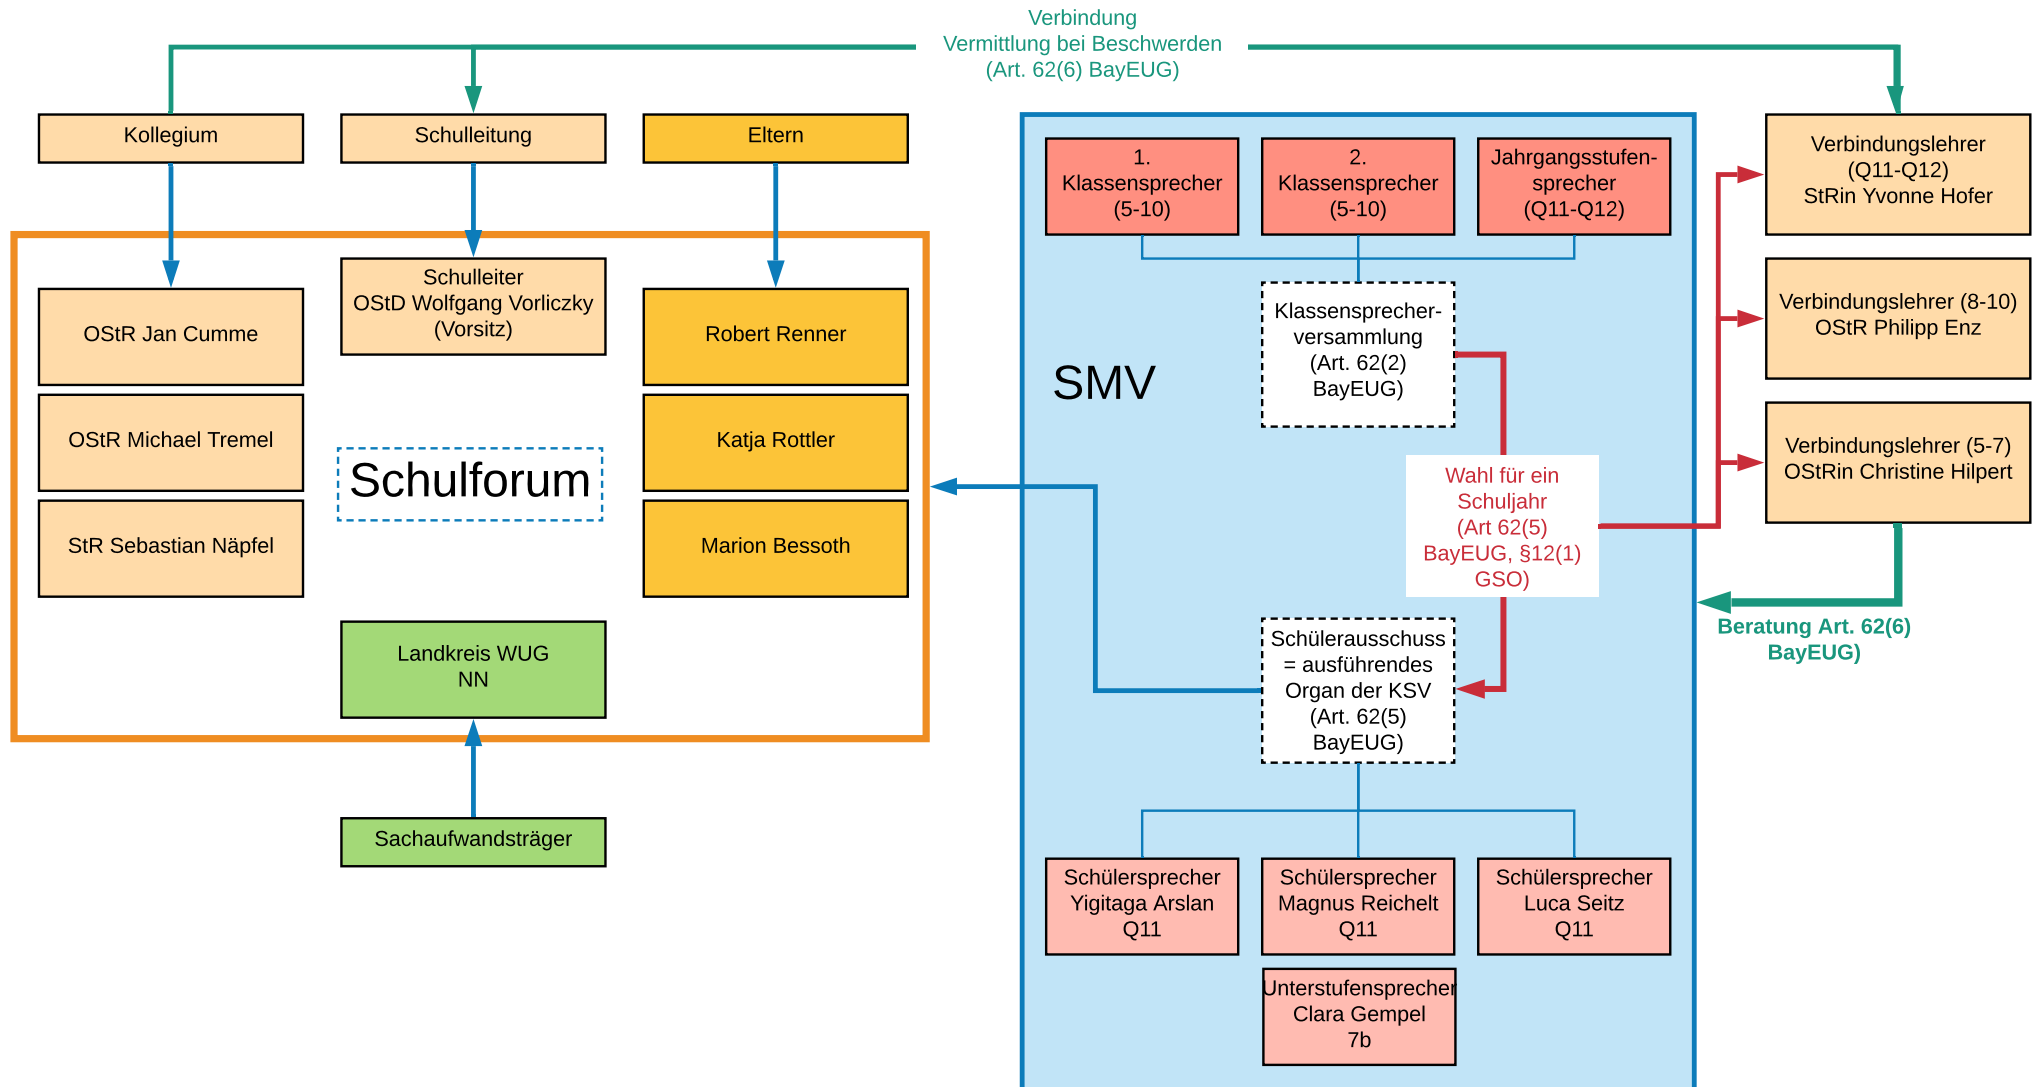 Verbindung
Vermittlung bei Beschwerden
(Art. 62(6) BayEUG)
Kollegium
Schulleitung
Eltern
OStR Jan Cumme
OStR Michael Tremel
StR Sebastian Näpfel
Schulleiter
OStD Wolfgang Vorliczky
(Vorsitz)
Schulforum
Robert Renner
Katja Rottler
Marion Bessoth
Landkreis WUG
NN
Sachaufwandsträger
SMV
1.
Klassensprecher
(5-10)
2.
Klassensprecher
(5-10)
Jahrgangsstufen-
sprecher
(Q11-Q12)
Klassensprecher-
versammlung
(Art. 62(2)
BayEUG)
Wahl für ein
Schuljahr
(Art 62(5)
BayEUG, §12(1)
GSO)
Schülerausschuss
= ausführendes
Organ der KSV
(Art. 62(5)
BayEUG)
Schülersprecher
Yigitaga Arslan
Q11
Schülersprecher
Magnus Reichelt
Q11
Schülersprecher
Luca Seitz
Q11
Unterstufensprecher
Clara Gempel
7b
Verbindungslehrer
(Q11-Q12)
StRin Yvonne Hofer
Verbindungslehrer (8-10)
OStR Philipp Enz
Verbindungslehrer (5-7)
OStRin Christine Hilpert
Beratung Art. 62(6)
BayEUG)